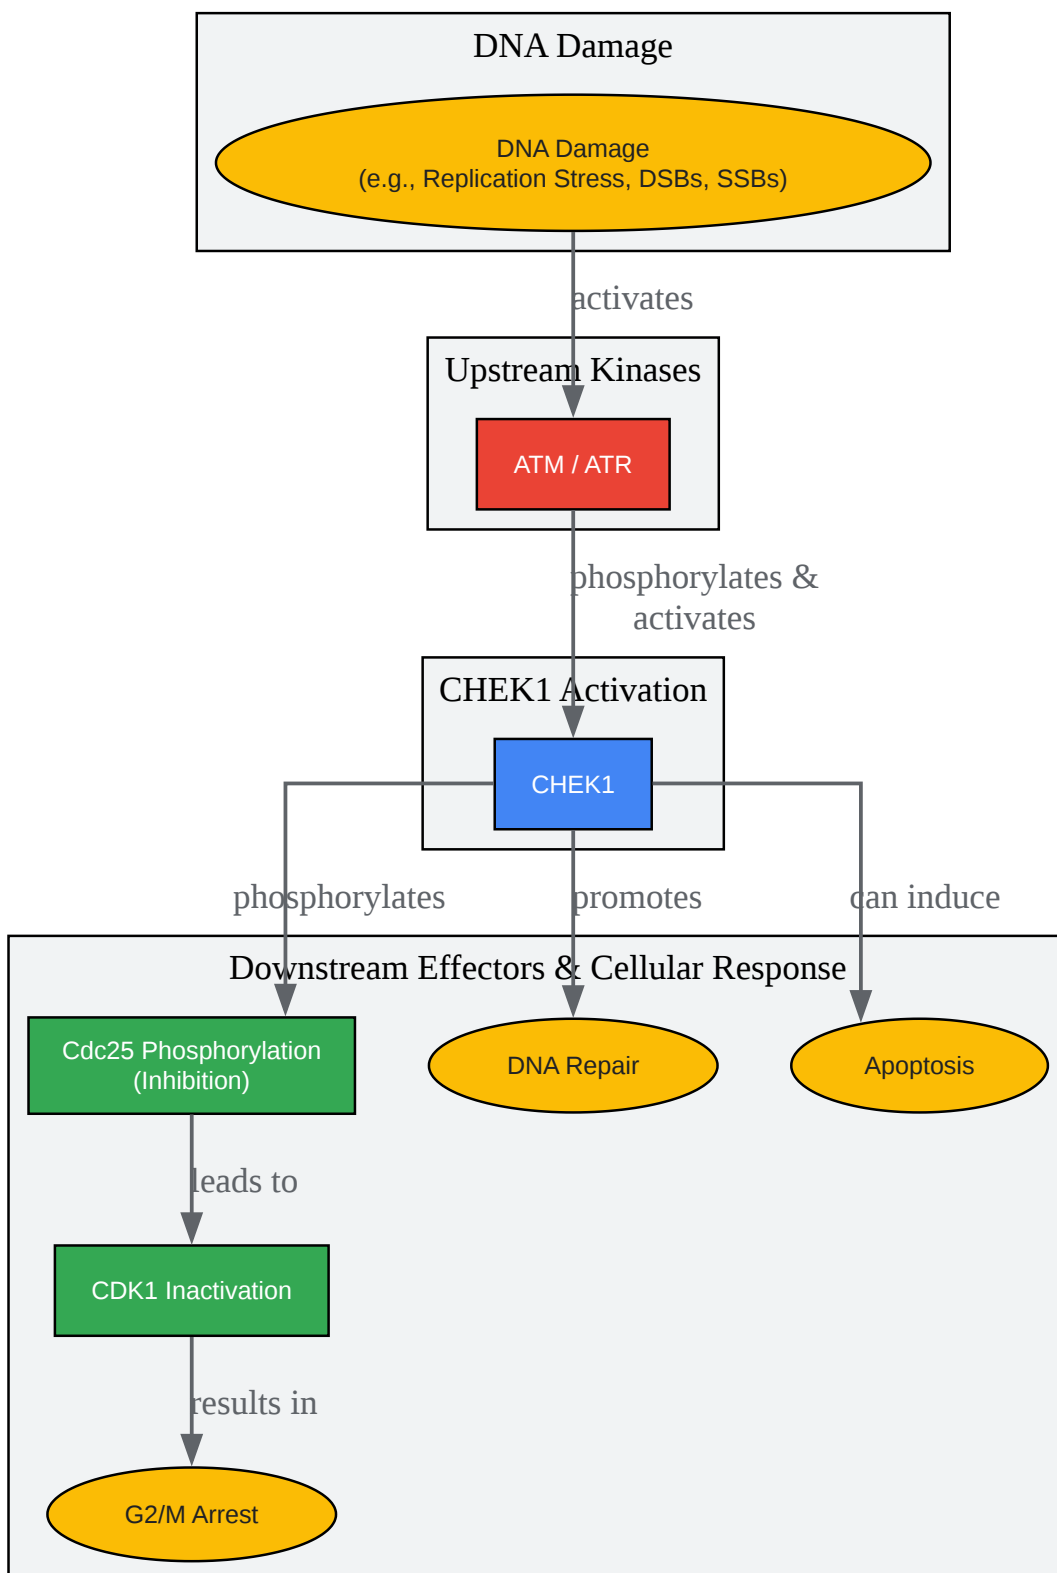 DNA Damage
DNA Damage
(e.g., Replication Stress, DSBs, SSBs)
activates
Upstream Kinases
ATM / ATR
phosphorylates &
activates
CHEK1 Activation
CHEK1
phosphorylates
promotes
can induce
Downstream Effectors & Cellular Response
Cdc25 Phosphorylation
(Inhibition)
DNA Repair
Apoptosis
leads to
CDK1 Inactivation
results in
G2/M Arrest